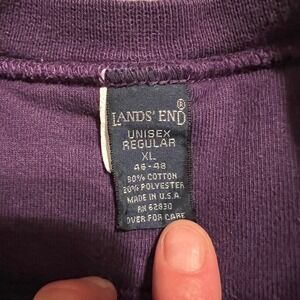 LANDS' END®
UNISEX
REGULAR
XL
46-48
80% COTTON
20% POLYESTER
MADE IN U.S.A.
RN 62830
OVER FOR CARE